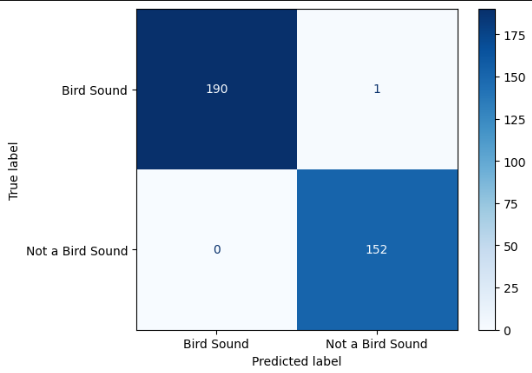 Bird Sound
Not a Bird Sound
True label
190
1
0
152
Bird Sound
Not a Bird Sound
Predicted label
175
150
125
100
75
50
25
0